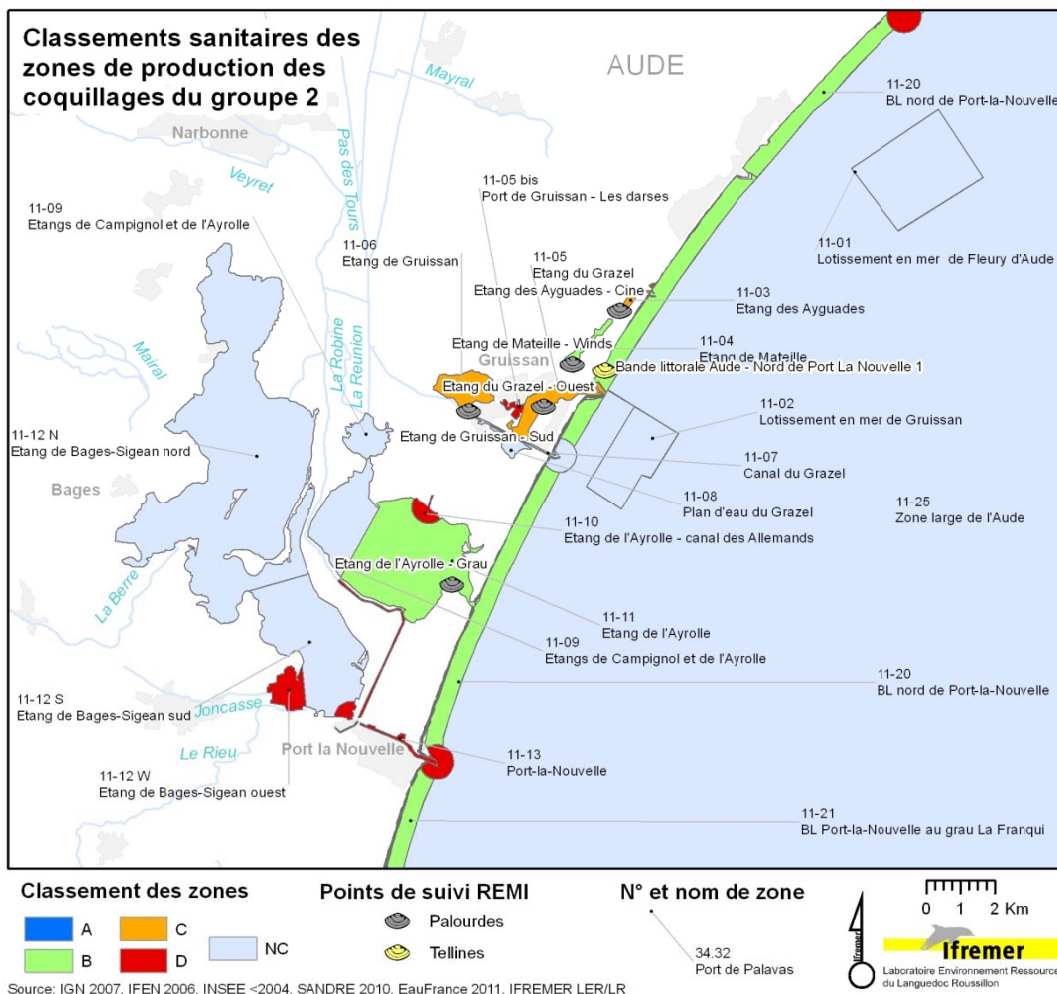 Classements sanitaires des
zones de production des
coquillages du groupe 2
AUDE
Mayral
11-20
BL nord de Port-la-Nouvelle
Narbonne
Veyret
Pas des Tours
11-05 bis
Port de Gruissan - Les darses
11-09
Etangs de Campignol et de l'Ayrolle
11-06
Etang de Gruissan
11-05
Etang du Grazel
Etang des Ayguades - Cine
11-01
Lotissement en mer de Fleury d'Aude
11-03
Etang des Ayguades
La Robine
La Reunion
Mairal
Etang de Mateille - Winds
11-04
Etang de Mateille
Gruissan
Bande littorale Aude - Nord de Port La Nouvelle 1
Etang du Grazel - Ouest
11-02
Lotissement en mer de Gruissan
11-12 N
Etang de Bages-Sigean nord
Etang de Gruissan - Sud
11-07
Canal du Grazel
Bages
11-08
Plan d'eau du Grazel
11-25
Zone large de l'Aude
11-10
Etang de l'Ayrolle - canal des Allemands
Etang de l'Ayrolle - Grau
La Berre
11-11
Etang de l'Ayrolle
11-09
Etangs de Campignol et de l'Ayrolle
11-20
BL nord de Port-la-Nouvelle
11-12 S
Etang de Bages-Sigean sud
Joncasse
Le Rieu
Port la Nouvelle
11-13
Port-la-Nouvelle
11-12 W
Etang de Bages-Sigean ouest
11-21
BL Port-la-Nouvelle au grau La Franqui
Classement des zones
A
C
NC
B
D
Points de suivi REMI
Palourdes
Tellines
N° et nom de zone
34.32
Port de Palavas
Ifremer
0 1 2 Km
Ifremer
Laboratoire Environnement Ressource
du Languedoc Roussillon
Source: IGN 2007, IFEN 2006, INSEE <2004, SANDRE 2010, EauFrance 2011, IFREMER LER/LR